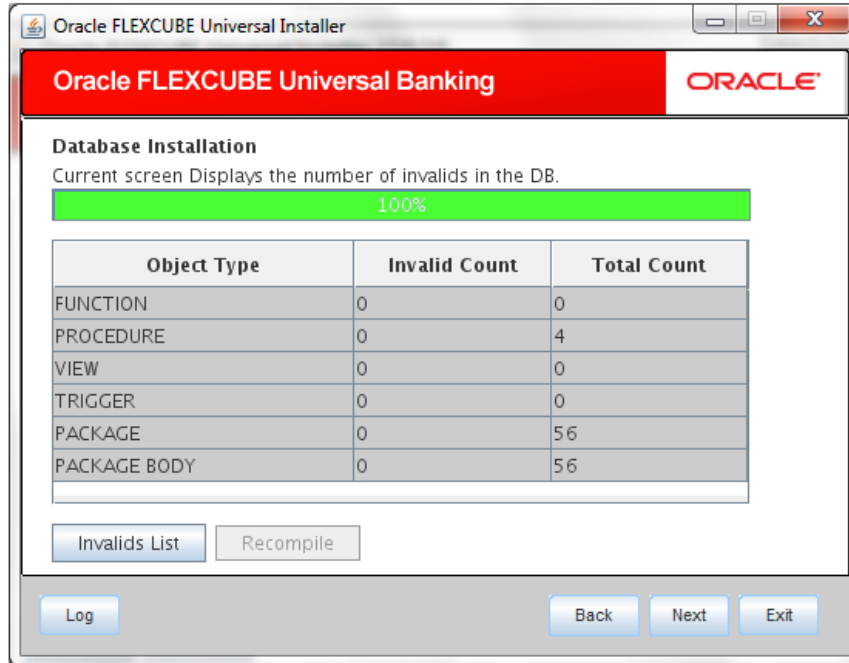 Oracle FLEXCUBE Universal Installer
Oracle FLEXCUBE Universal Banking
ORACLE
Database Installation
Current screen Displays the number of invalids in the DB.
100%
Object Type Invalid Count Total Count
FUNCTION 0 0
PROCEDURE 0 4
VIEW 0 0
TRIGGER 0 0
PACKAGE 0 56
PACKAGE BODY 0 56
Invalids List Recompile
Log Back Next Exit